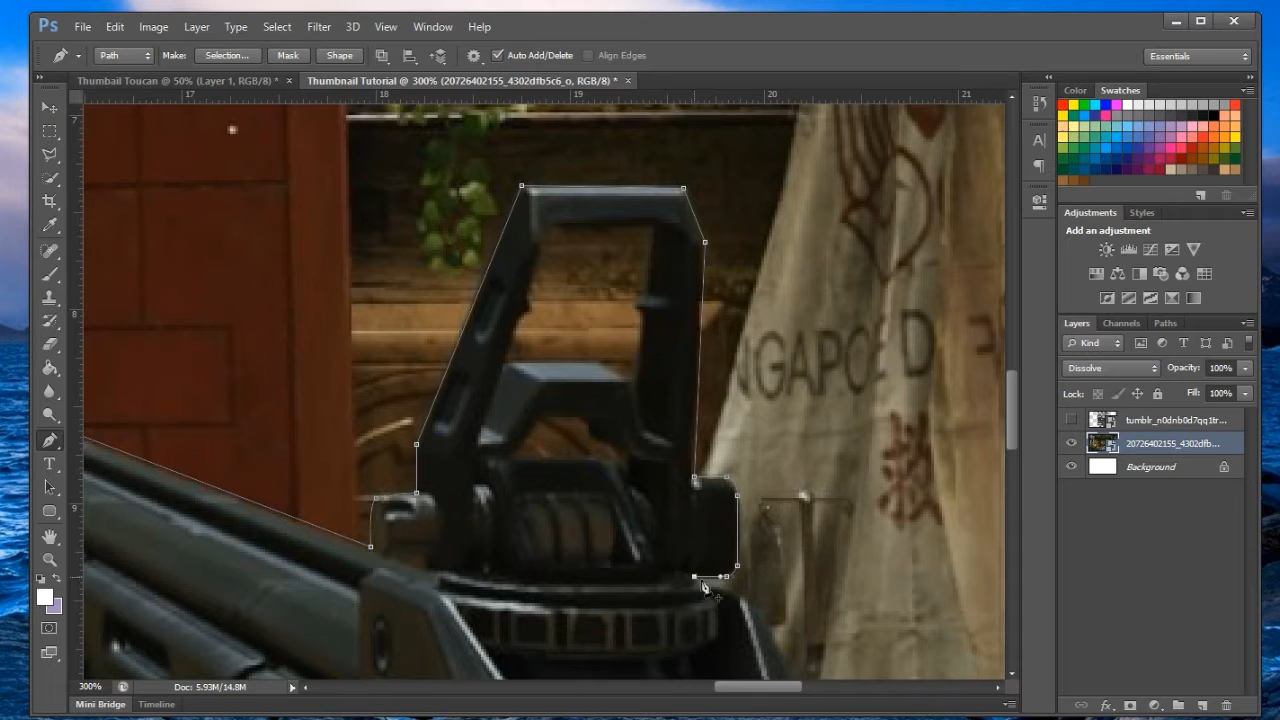 Ps File Edit Image Layer Type Select Filter 3D View Window Help
Path Make: Selection... Mask Shape Auto Add/Delete Align Edges Essentials
Thumbail Toucan @ 50% (Layer 1, RGB/8) * × Thumbnail Tutorial @ 300% (20726402155_4302dfb5c6_o, RGB/8) * ×
17 18 19 20 21
7
8
9
NGAPOE D
救
Color Swatches
Adjustments Styles
Add an adjustment
Layers Channels Paths
Kind
Dissolve Opacity: 100%
Lock: Fill: 100%
tumblr_n0dnb0d7qq1tr...
20726402155_4302dfb...
Background
300% Doc: 5.93M/14.8M
Mini Bridge Timeline